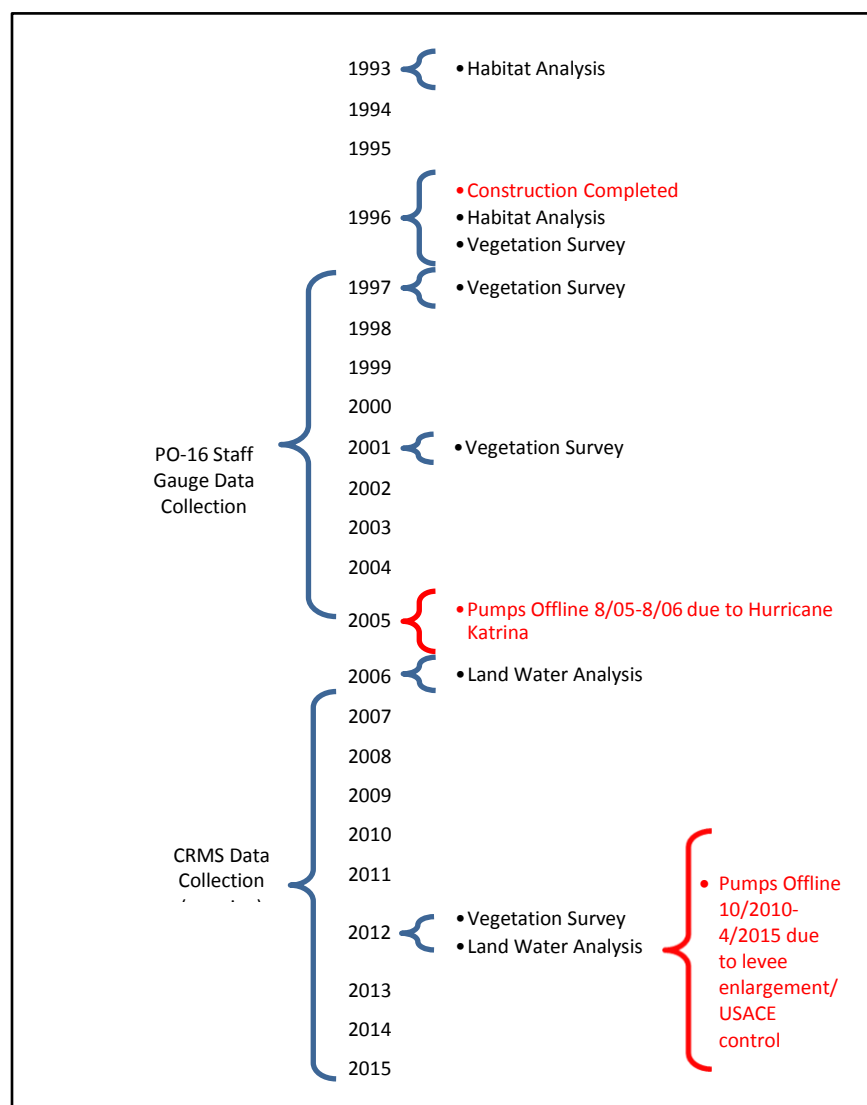 1993
• Habitat Analysis
1994
1995
1996
• Construction Completed
• Habitat Analysis
• Vegetation Survey
1997
• Vegetation Survey
1998
1999
2000
2001
• Vegetation Survey
PO-16 Staff
Gauge Data
Collection
2002
2003
2004
2005
• Pumps Offline 8/05-8/06 due to Hurricane
Katrina
2006
• Land Water Analysis
2007
2008
2009
2010
CRMS Data
Collection
2011
2012
• Vegetation Survey
• Land Water Analysis
• Pumps Offline
10/2010-
4/2015 due
to levee
enlargement/
USACE
control
2013
2014
2015